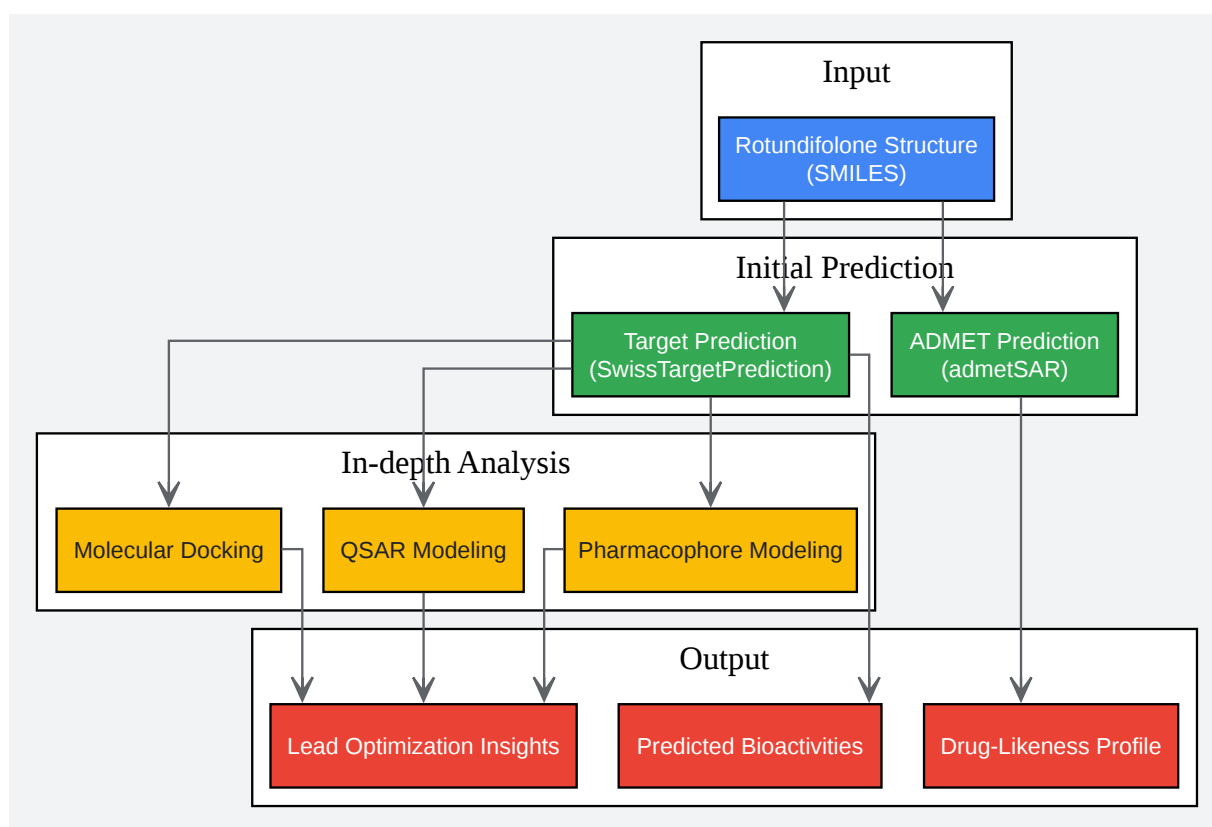 Input
Rotundifolone Structure
(SMILES)
Initial Prediction
Target Prediction
(SwissTargetPrediction)
ADMET Prediction
(admetSAR)
In-depth Analysis
Molecular Docking
QSAR Modeling
Pharmacophore Modeling
Output
Lead Optimization Insights
Predicted Bioactivities
Drug-Likeness Profile